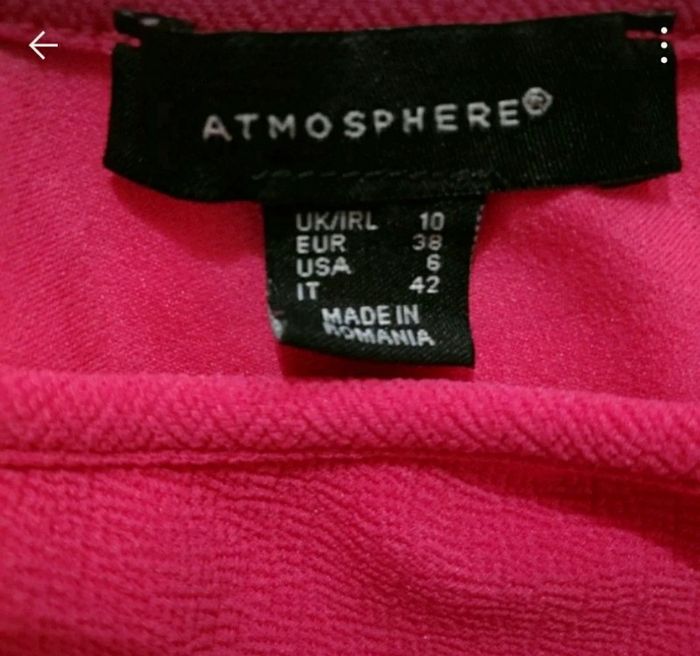 ATMOSPHERE®
UK/IRL 10
EUR 38
USA 6
IT 42
MADE IN
ROMANIA